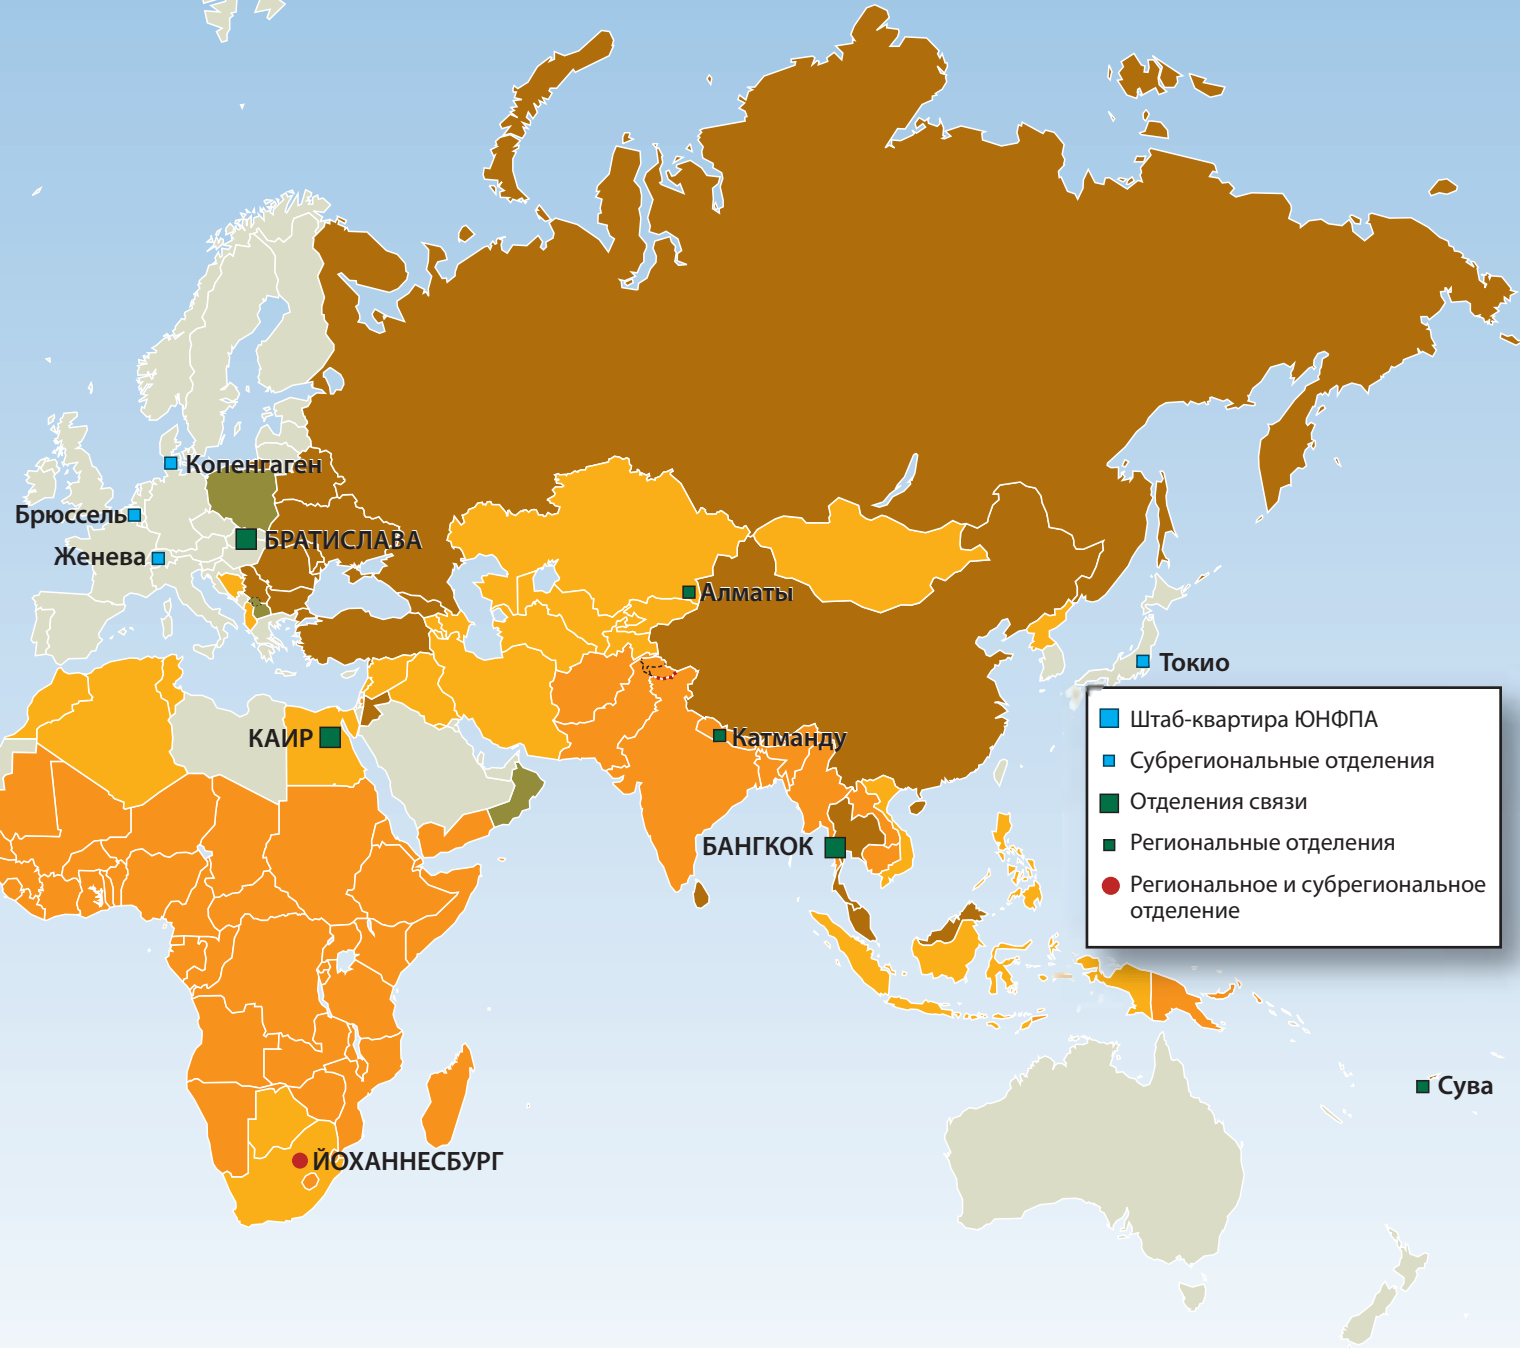 Копенгаген
Брюссель
БРАТИСЛАВА
Женева
Алматы
Токио
КАИР
Катманду
Штаб-квартира ЮНФПА
Субрегиональные отделения
Отделения связи
Региональные отделения
Региональное и субрегиональное
отделение
БАНГКОК
Сува
ЙОХАННЕСБУРГ